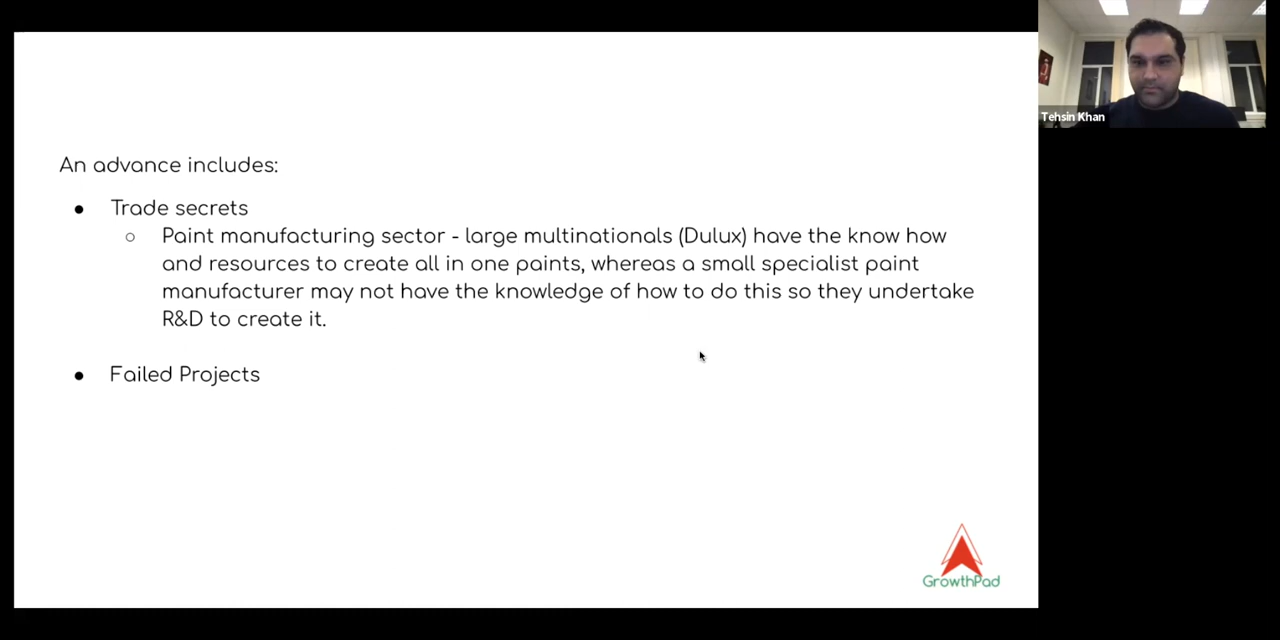 An advance includes:
● Trade secrets
○ Paint manufacturing sector - large multinationals (Dulux) have the know how
and resources to create all in one paints, whereas a small specialist paint
manufacturer may not have the knowledge of how to do this so they undertake
R&D to create it.
● Failed Projects
GrowthPad
Tehsin Khan